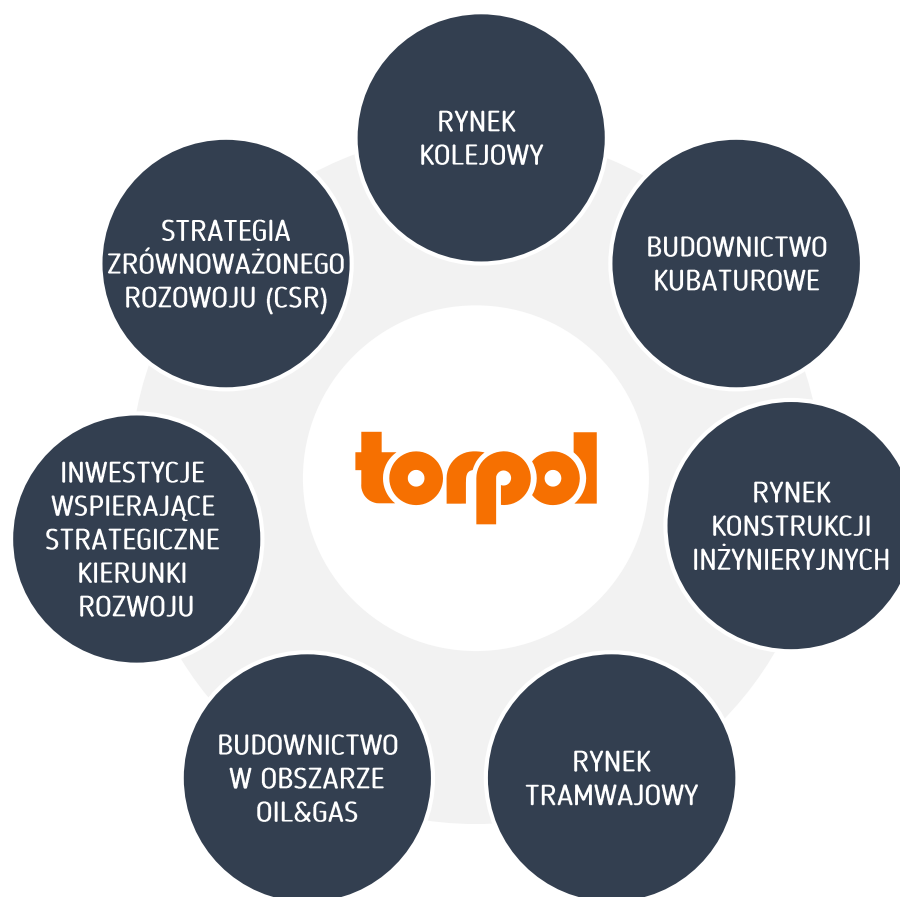 RYNEK
KOLEJOWY
BUDOWNICTWO
KUBATUROWE
RYNEK
KONSTRUKCJI
INŻYNIERYJNYCH
RYNEK
TRAMWAJOWY
BUDOWNICTWO
W OBSZARZE
OIL&GAS
INWESTYCJE
WSPIERAJĄCE
STRATEGICZNE
KIERUNKI
ROZWOJU
STRATEGIA
ZRÓWNOWAŻONEGO
ROZOWOJU (CSR)
torpol